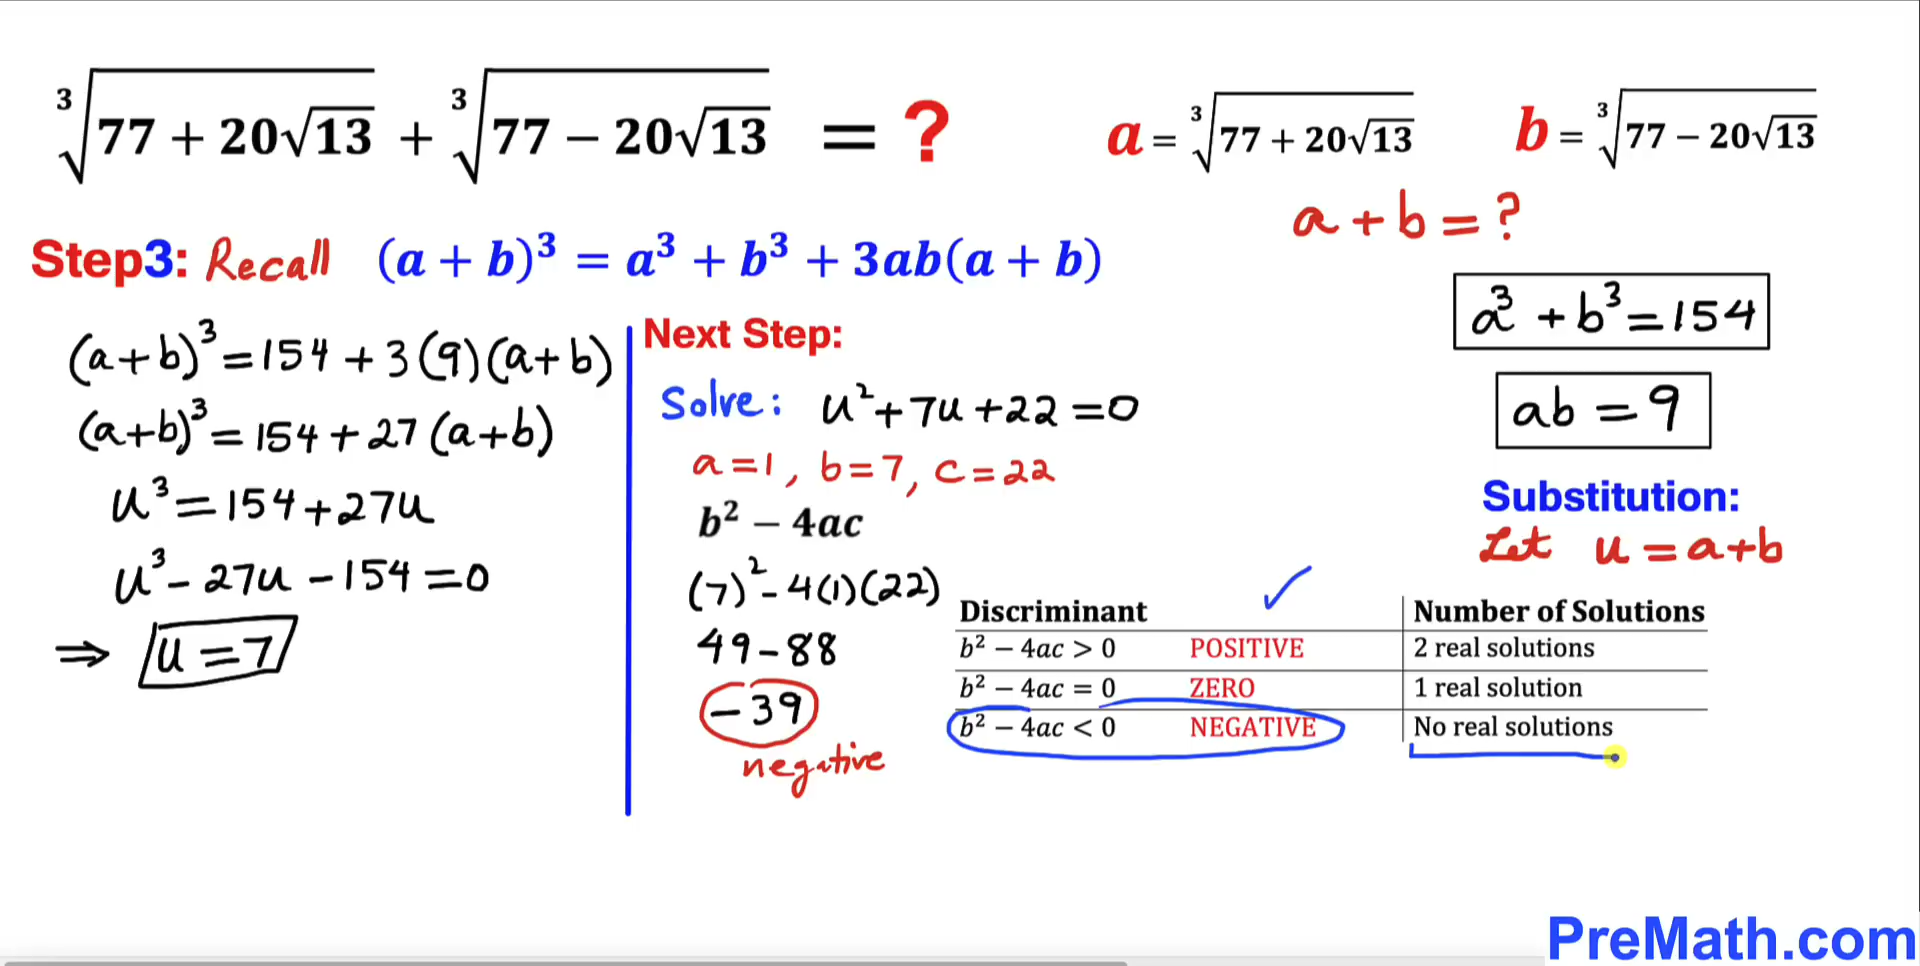 ∛(77 + 20√13) + ∛(77 − 20√13) = ?
a = ∛(77 + 20√13)
b = ∛(77 − 20√13)
a + b = ?
Step3: Recall (a + b)³ = a³ + b³ + 3ab(a + b)
a³ + b³ = 154
ab = 9
Substitution:
Let u = a+b
(a+b)³ = 154 + 3(9)(a+b)
(a+b)³ = 154 + 27(a+b)
u³ = 154 + 27u
u³ - 27u - 154 = 0
⇒ u = 7
Next Step:
Solve: u² + 7u + 22 = 0
a = 1, b = 7, c = 22
b² − 4ac
(7)² - 4(1)(22)
49 - 88
- 39
negative
Discriminant Number of Solutions
b² − 4ac > 0 POSITIVE 2 real solutions
b² − 4ac = 0 ZERO 1 real solution
b² − 4ac < 0 NEGATIVE No real solutions
PreMath.com